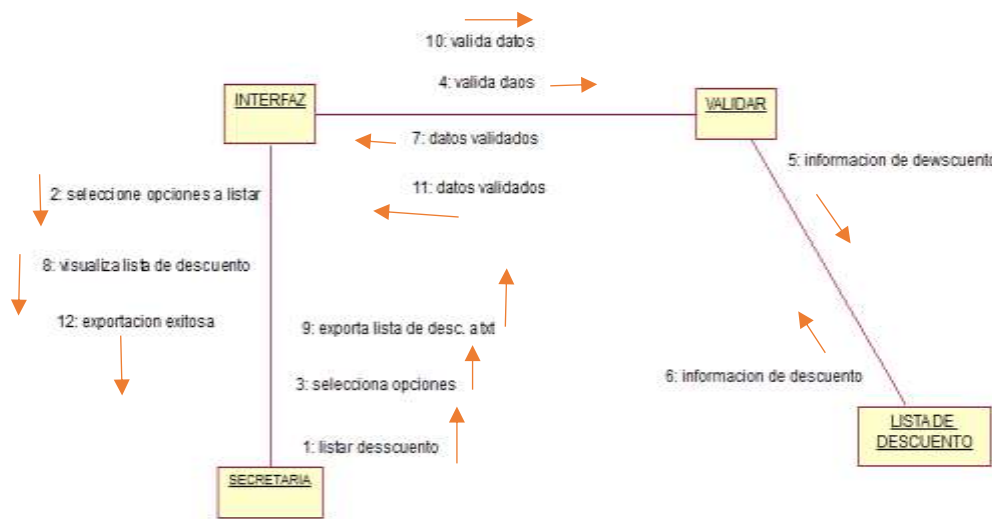 10: valida datos
4: valida daos
INTERFAZ
VALIDAR
7: datos validados
5: informacion de dewscuento
11: datos validados
2: seleccione opciones a listar
8: visualiza lista de descuento
12: exportacion exitosa
9: exporta lista de desc. a txt
3: selecciona opciones
6: informacion de descuento
1: listar desscuento
LISTA DE
DESCUENTO
SECRETARIA